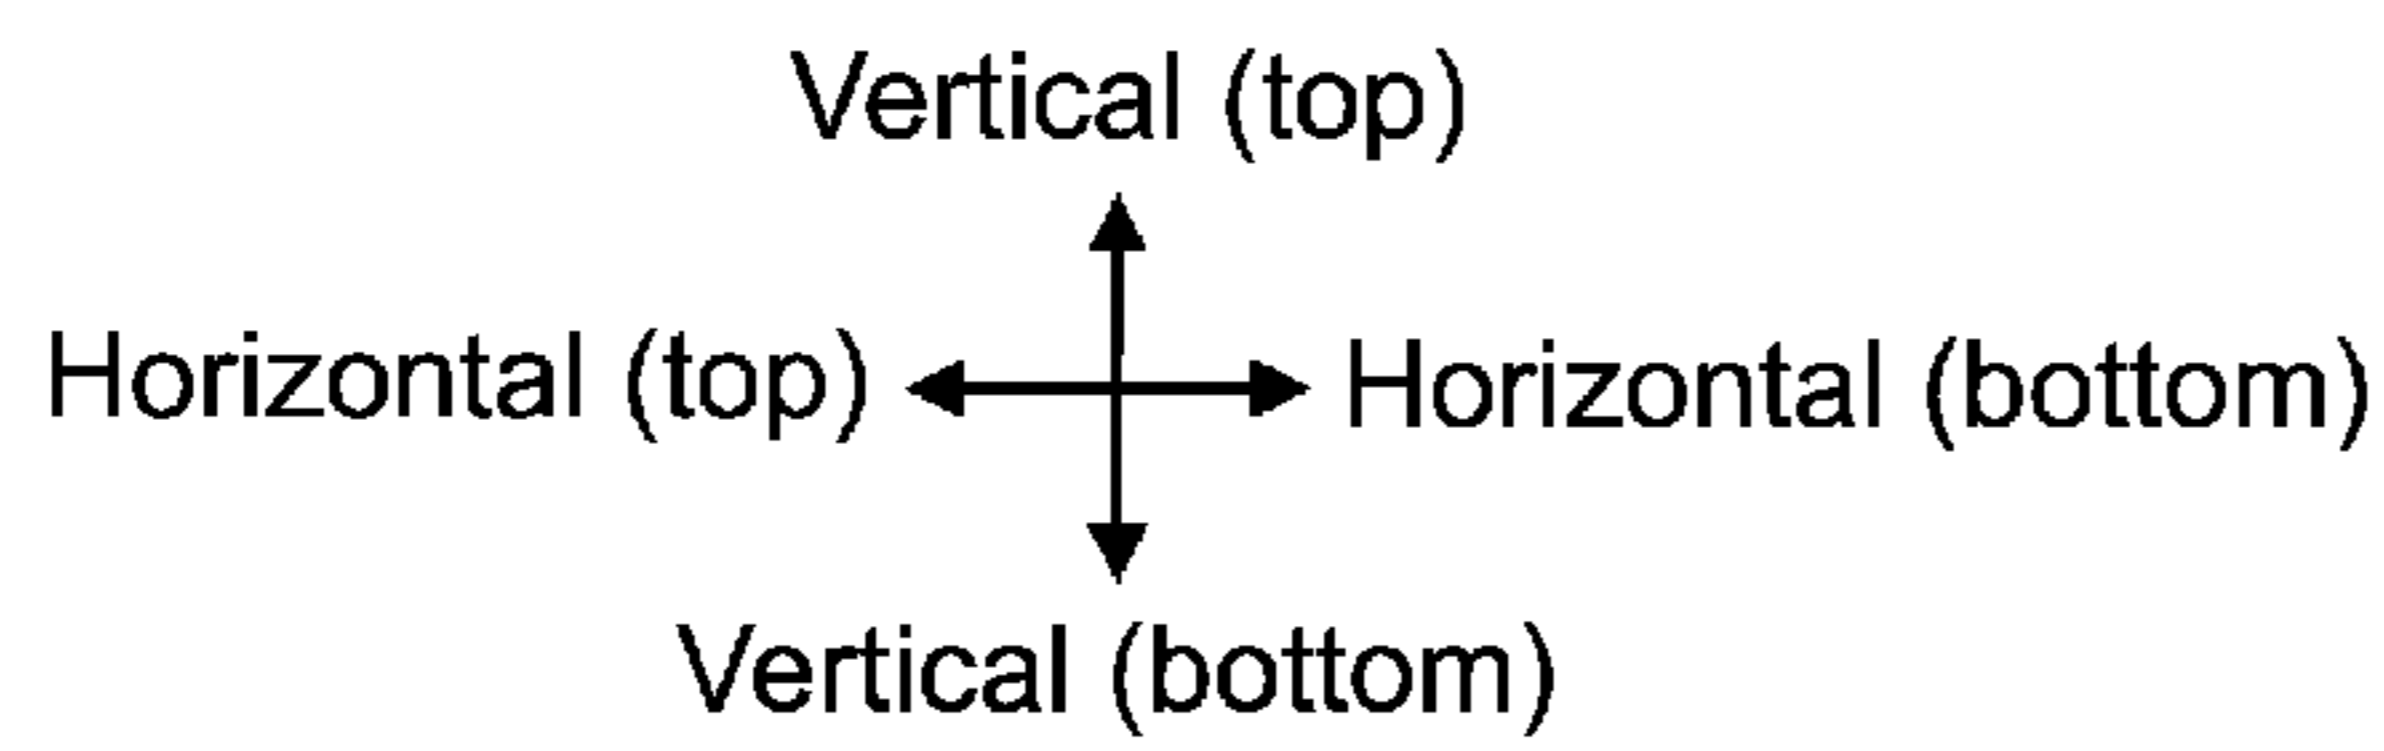 Vertical (top)
Horizontal (top)
Horizontal (bottom)
Vertical (bottom)